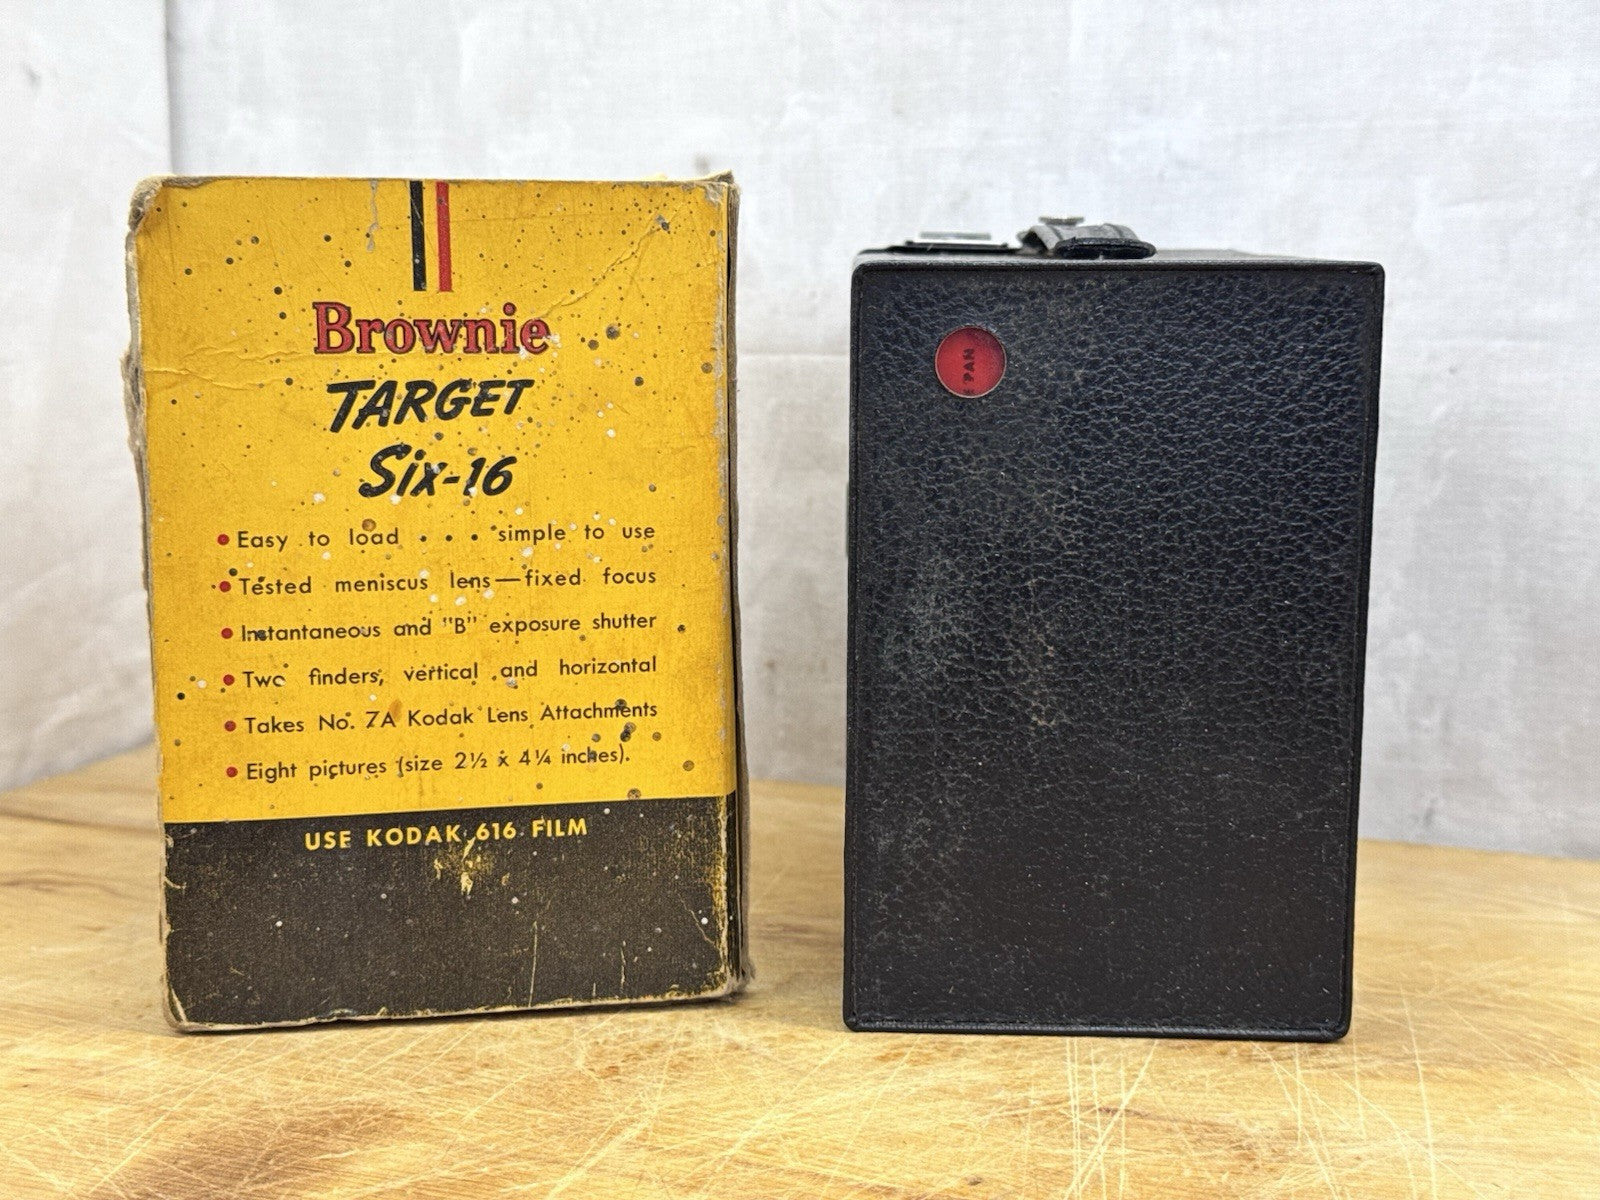 Brownie
TARGET
Six-16
Easy to load . . . simple to use
Tested meniscus lens—fixed focus
Instantaneous and "B" exposure shutter
Two finders, vertical and horizontal
Takes No. 7A Kodak Lens Attachments
Eight pictures (size 2½ x 4¼ inches).
USE KODAK 616 FILM
PAN